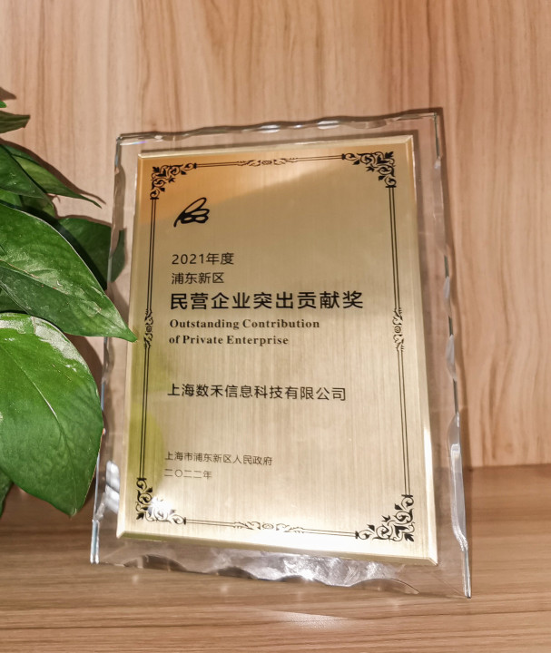 2021年度
浦东新区
民营企业突出贡献奖
Outstanding Contribution
of Private Enterprise
上海数禾信息科技有限公司
上海市浦东新区人民政府
二〇二二年